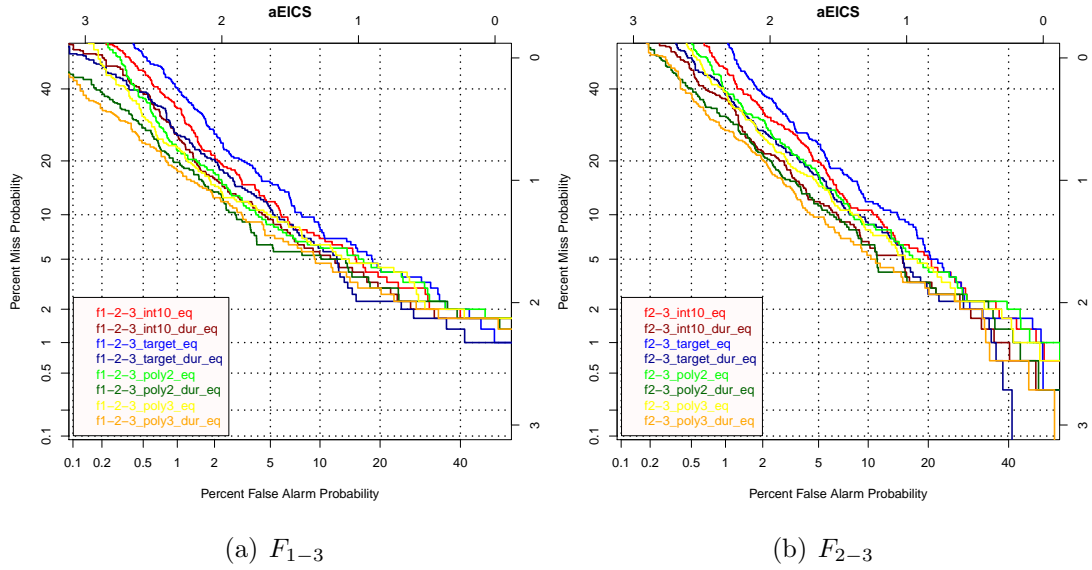 aEICS
3 2 1 0
Percent Miss Probability
40
20
10
5
2
1
0.5
0.1
0
1
2
3
f1−2−3_int10_eq
f1−2−3_int10_dur_eq
f1−2−3_target_eq
f1−2−3_target_dur_eq
f1−2−3_poly2_eq
f1−2−3_poly2_dur_eq
f1−2−3_poly3_eq
f1−2−3_poly3_dur_eq
0.1 0.2 0.5 1 2 5 10 20 40
Percent False Alarm Probability
(a) F1−3
aEICS
3 2 1 0
Percent Miss Probability
40
20
10
5
2
1
0.5
0.1
0
1
2
3
f2−3_int10_eq
f2−3_int10_dur_eq
f2−3_target_eq
f2−3_target_dur_eq
f2−3_poly2_eq
f2−3_poly2_dur_eq
f2−3_poly3_eq
f2−3_poly3_dur_eq
0.1 0.2 0.5 1 2 5 10 20 40
Percent False Alarm Probability
(b) F2−3